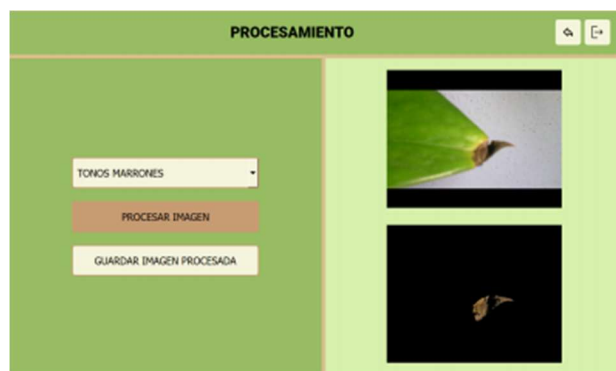 PROCESAMIENTO
TONOS MARRONES
PROCESAR IMAGEN
GUARDAR IMAGEN PROCESADA